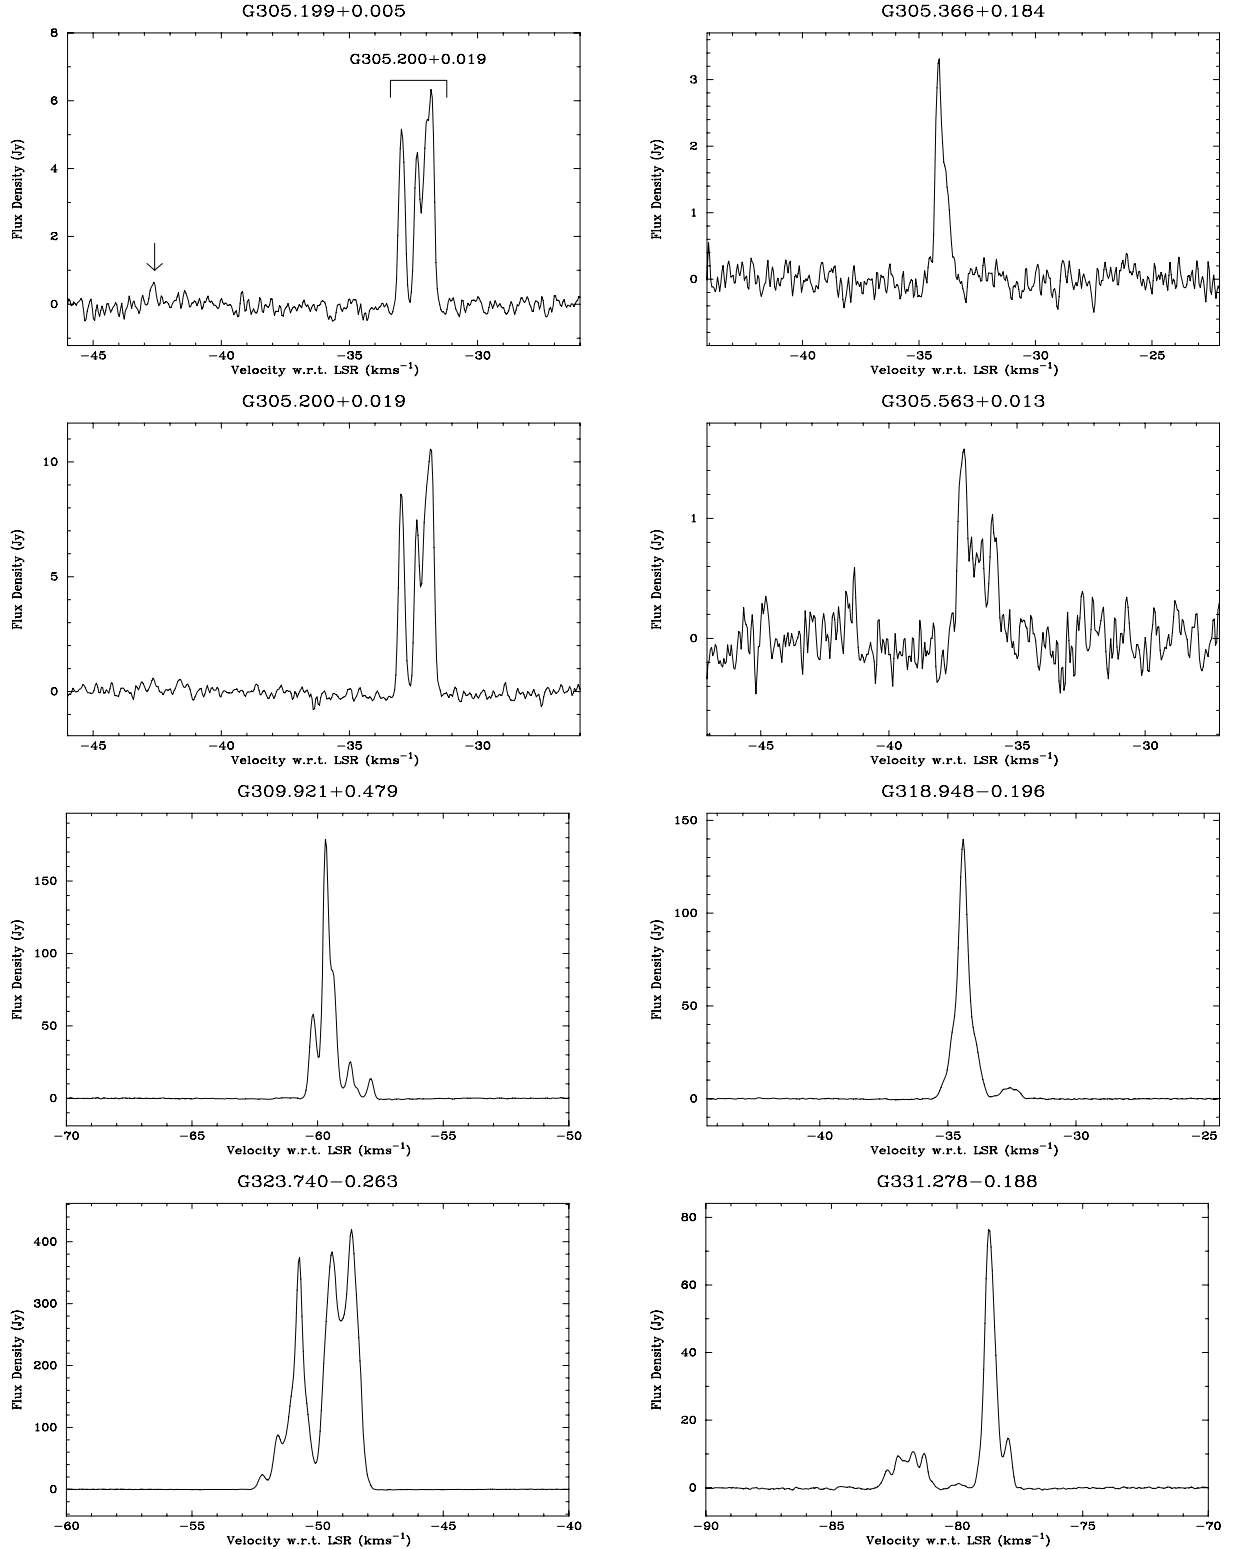 G305.199+0.005
G305.366+0.184
8
6
4
2
0
Flux Density (Jy)
G305.200+0.019
−45 −40 −35 −30
Velocity w.r.t. LSR (kms−1)
3
2
1
0
Flux Density (Jy)
−40 −35 −30 −25
Velocity w.r.t. LSR (kms−1)
G305.200+0.019
G305.563+0.013
10
5
0
Flux Density (Jy)
−45 −40 −35 −30
Velocity w.r.t. LSR (kms−1)
1
0
Flux Density (Jy)
−45 −40 −35 −30
Velocity w.r.t. LSR (kms−1)
G309.921+0.479
G318.948−0.196
150
100
50
0
Flux Density (Jy)
−70 −65 −60 −55 −50
Velocity w.r.t. LSR (kms−1)
150
100
50
0
Flux Density (Jy)
−40 −35 −30 −25
Velocity w.r.t. LSR (kms−1)
G323.740−0.263
G331.278−0.188
400
300
200
100
0
Flux Density (Jy)
−60 −55 −50 −45 −40
Velocity w.r.t. LSR (kms−1)
80
60
40
20
0
Flux Density (Jy)
−90 −85 −80 −75 −70
Velocity w.r.t. LSR (kms−1)